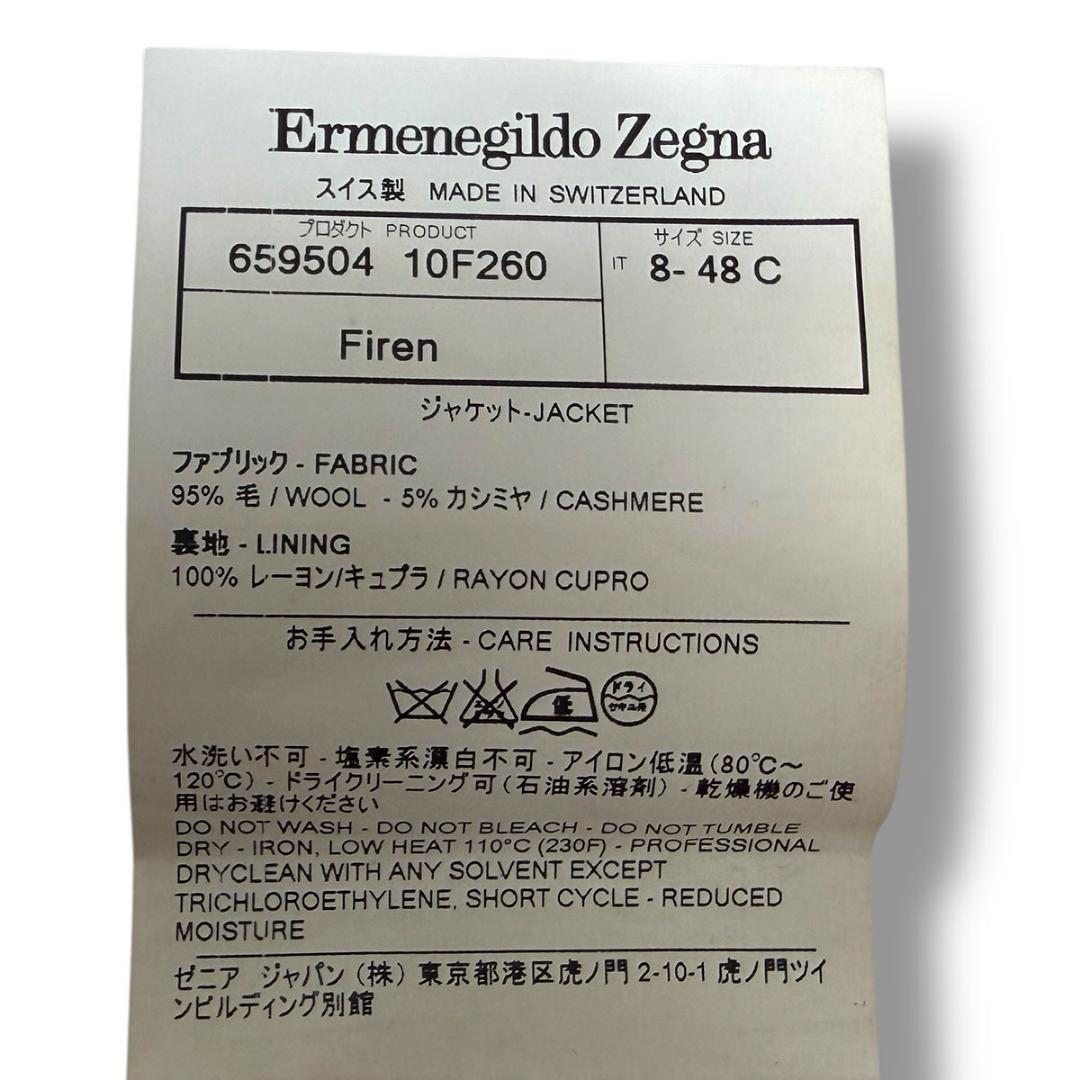 Ermenegildo Zegna
スイス製 MADE IN SWITZERLAND
プロダクト PRODUCT
659504 10F260
サイズ SIZE
IT 8- 48 C
Firen
ジャケット-JACKET
ファブリック - FABRIC
95% 毛 / WOOL - 5% カシミヤ / CASHMERE
裏地 - LINING
100% レーヨン/キュプラ / RAYON CUPRO
お手入れ方法 - CARE INSTRUCTIONS
低
ドライ
セキユ系
水洗い不可 - 塩素系漂白不可 - アイロン低温 (80℃～
120℃) - ドライクリーニング可 (石油系溶剤) - 乾燥機のご使
用はお避けください
DO NOT WASH - DO NOT BLEACH - DO NOT TUMBLE
DRY - IRON, LOW HEAT 110°C (230F) - PROFESSIONAL
DRYCLEAN WITH ANY SOLVENT EXCEPT
TRICHLOROETHYLENE, SHORT CYCLE - REDUCED
MOISTURE
ゼニア ジャパン (株) 東京都港区虎ノ門 2-10-1 虎ノ門ツイ
ンビルディング別館